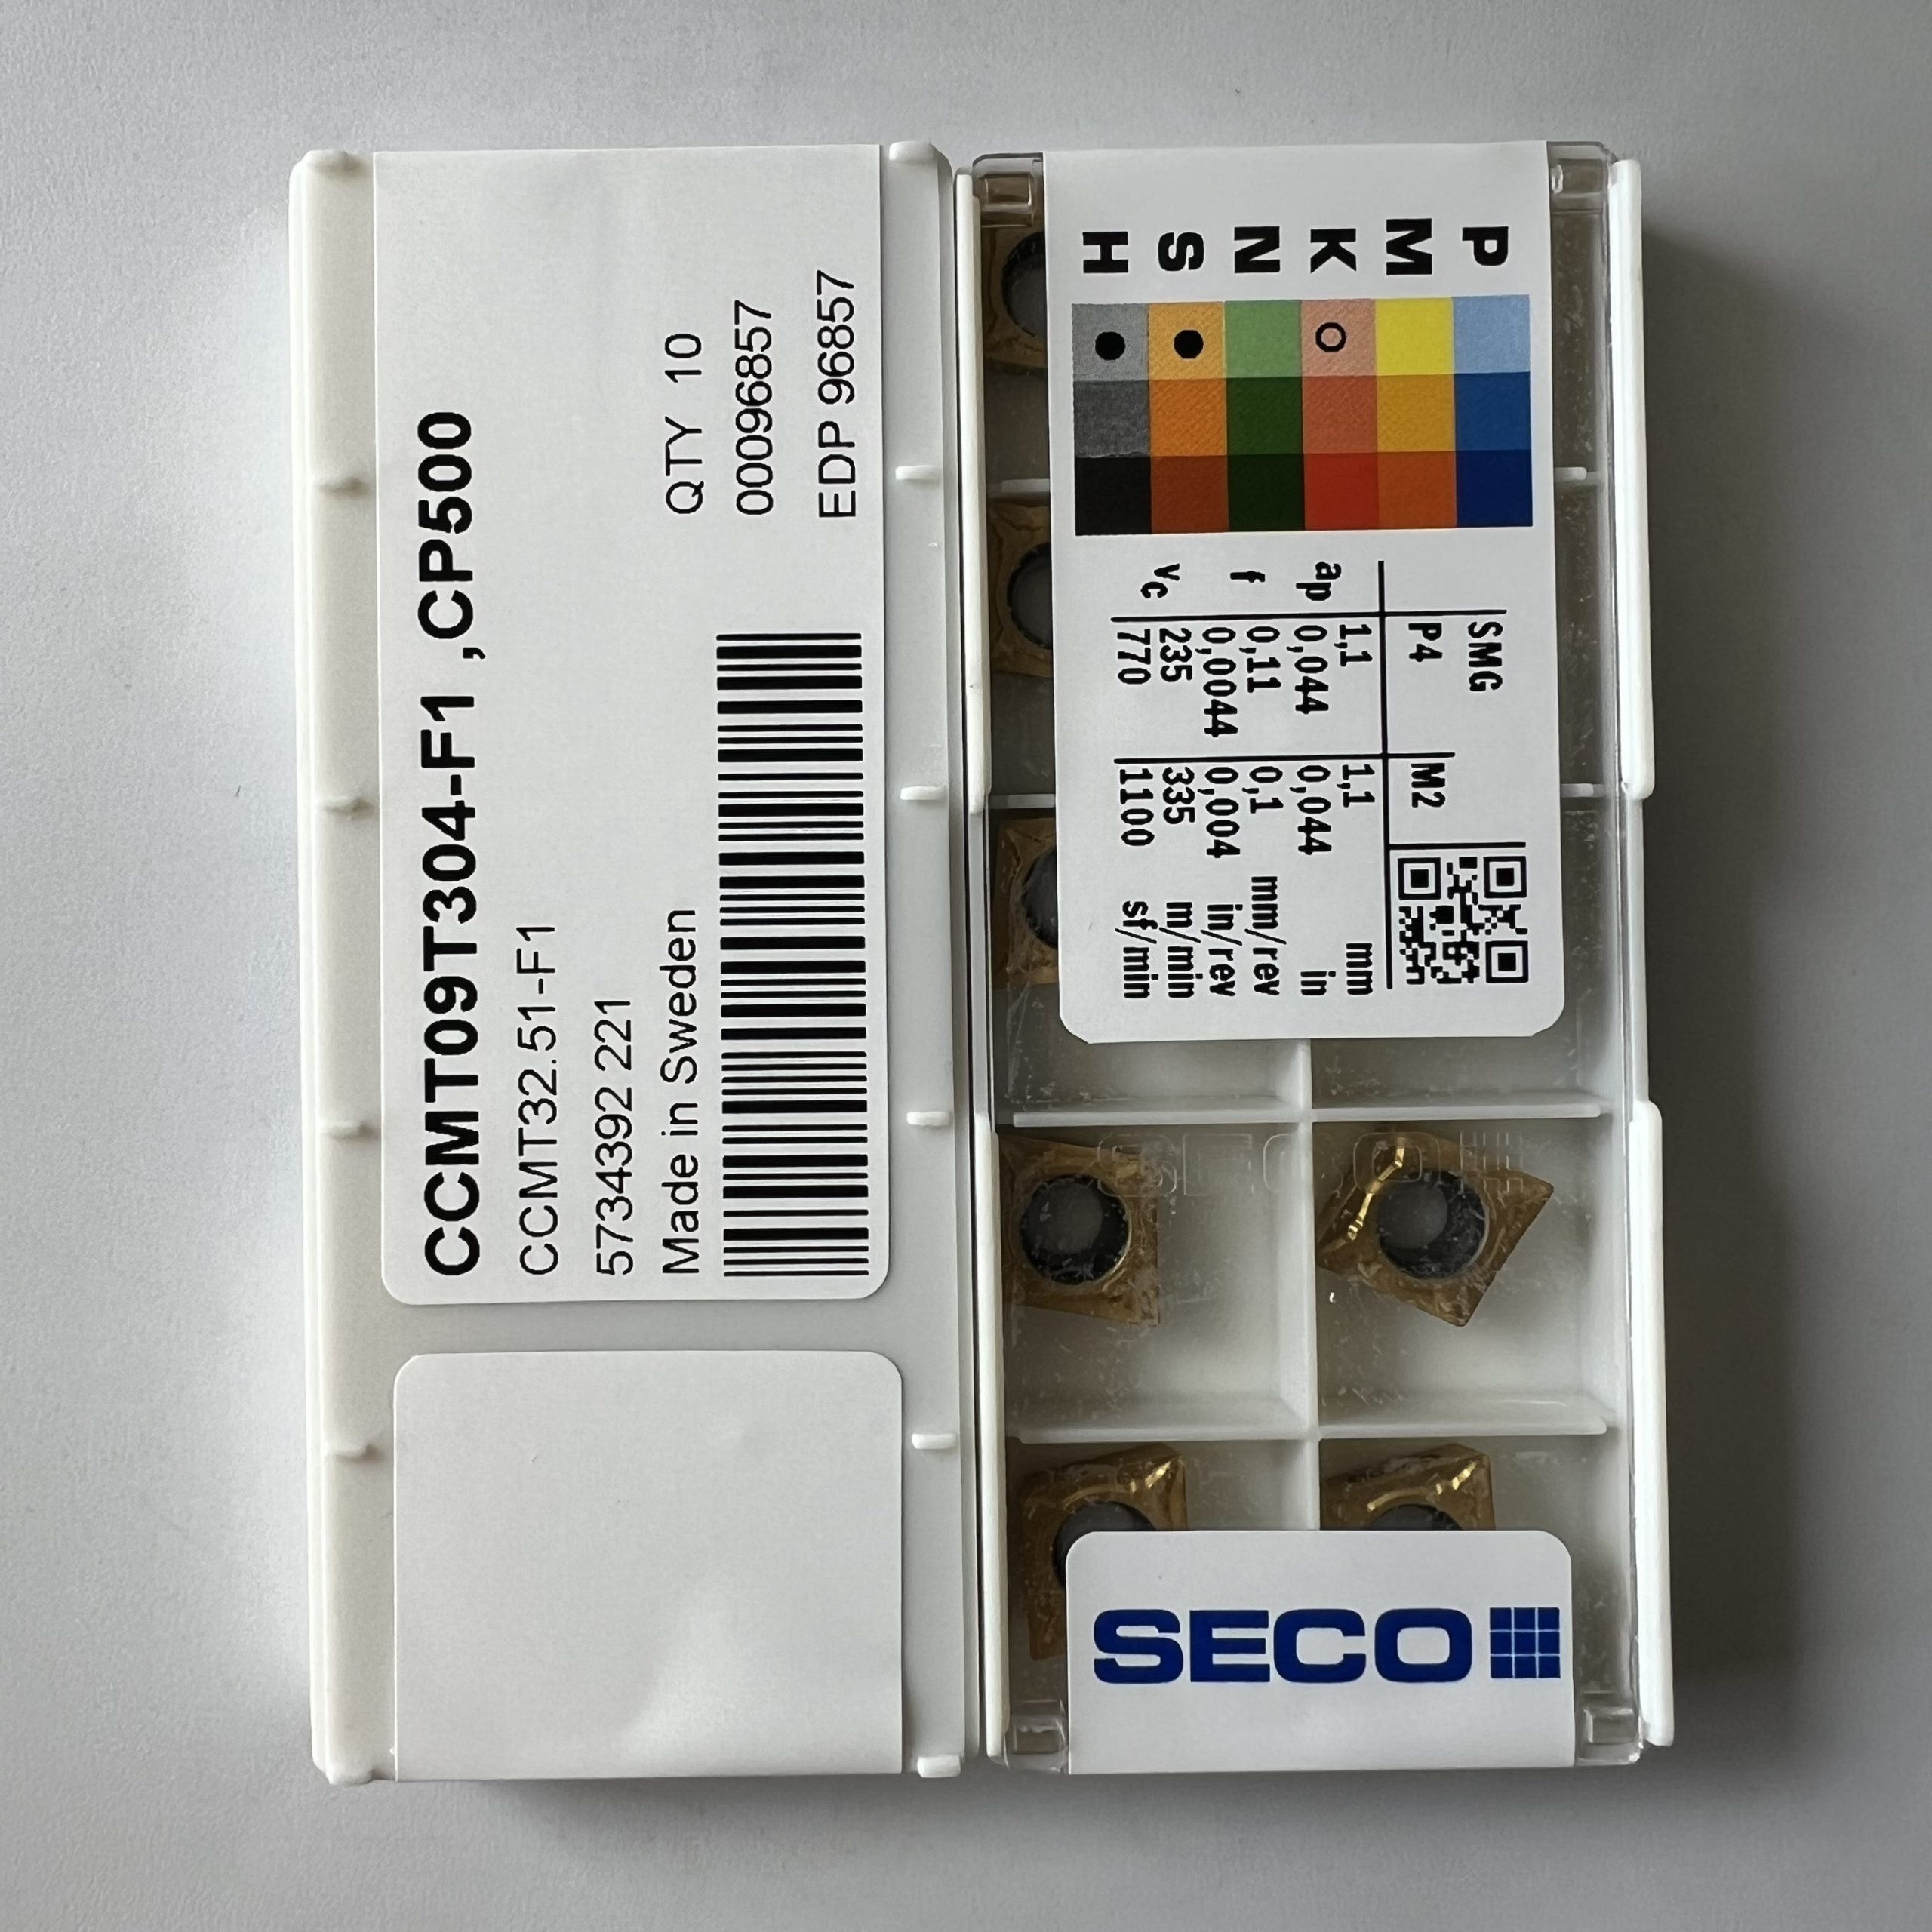 CCMT09T304-F1 ,CP500
CCMT32.51-F1
5734392 221
Made in Sweden
QTY 10
00096857
EDP 96857
P
M
K
N
S
H
SMG
P4 M2
ap 1,1 1,1 mm
0,044 0,044 in
f 0,11 0,1 mm/rev
0,0044 0,004 in/rev
vc 235 335 m/min
770 1100 sf/min
SECO
SECO